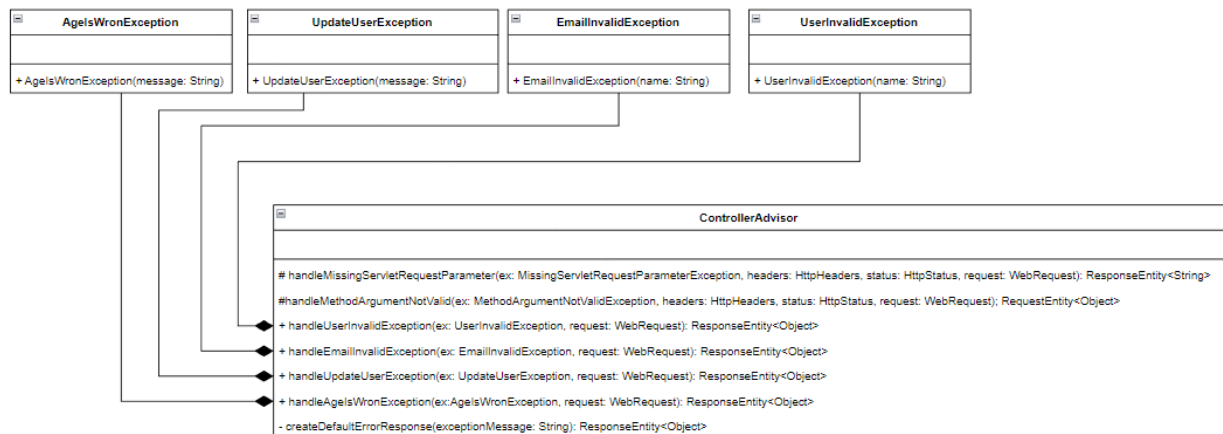 AgeIsWronException
+ AgeIsWronException(message: String)
UpdateUserException
+ UpdateUserException(message: String)
EmailInvalidException
+ EmailInvalidException(name: String)
UserInvalidException
+ UserInvalidException(name: String)
ControllerAdvisor
# handleMissingServletRequestParameter(ex: MissingServletRequestParameterException, headers: HttpHeaders, status: HttpStatus, request: WebRequest): ResponseEntity<String>
#handleMethodArgumentNotValid(ex: MethodArgumentNotValidException, headers: HttpHeaders, status: HttpStatus, request: WebRequest); RequestEntity<Object>
+ handleUserInvalidException(ex: UserInvalidException, request: WebRequest): ResponseEntity<Object>
+ handleEmailInvalidException(ex: EmailInvalidException, request: WebRequest): ResponseEntity<Object>
+ handleUpdateUserException(ex: UpdateUserException, request: WebRequest): ResponseEntity<Object>
+ handleAgeIsWronException(ex:AgeIsWronException, request: WebRequest): ResponseEntity<Object>
- createDefaultErrorResponse(exceptionMessage: String): ResponseEntity<Object>